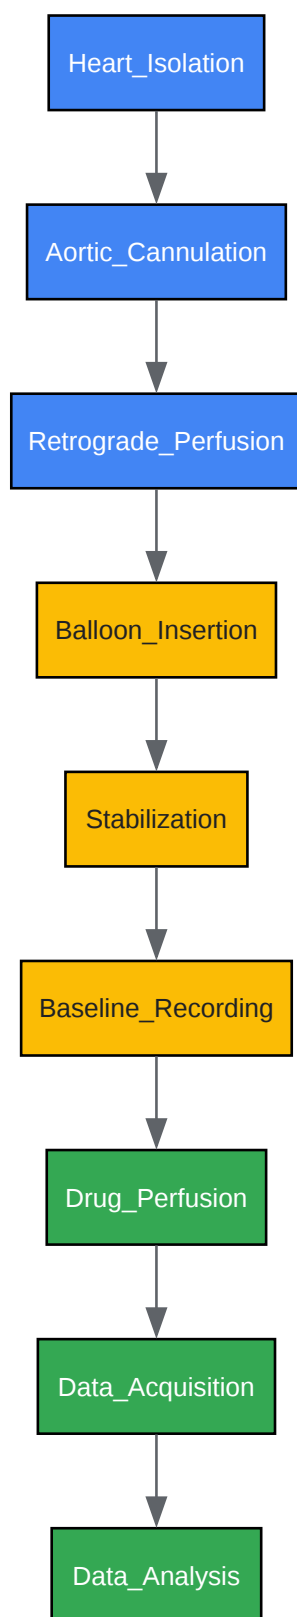 Heart_Isolation
Aortic_Cannulation
Retrograde_Perfusion
Balloon_Insertion
Stabilization
Baseline_Recording
Drug_Perfusion
Data_Acquisition
Data_Analysis